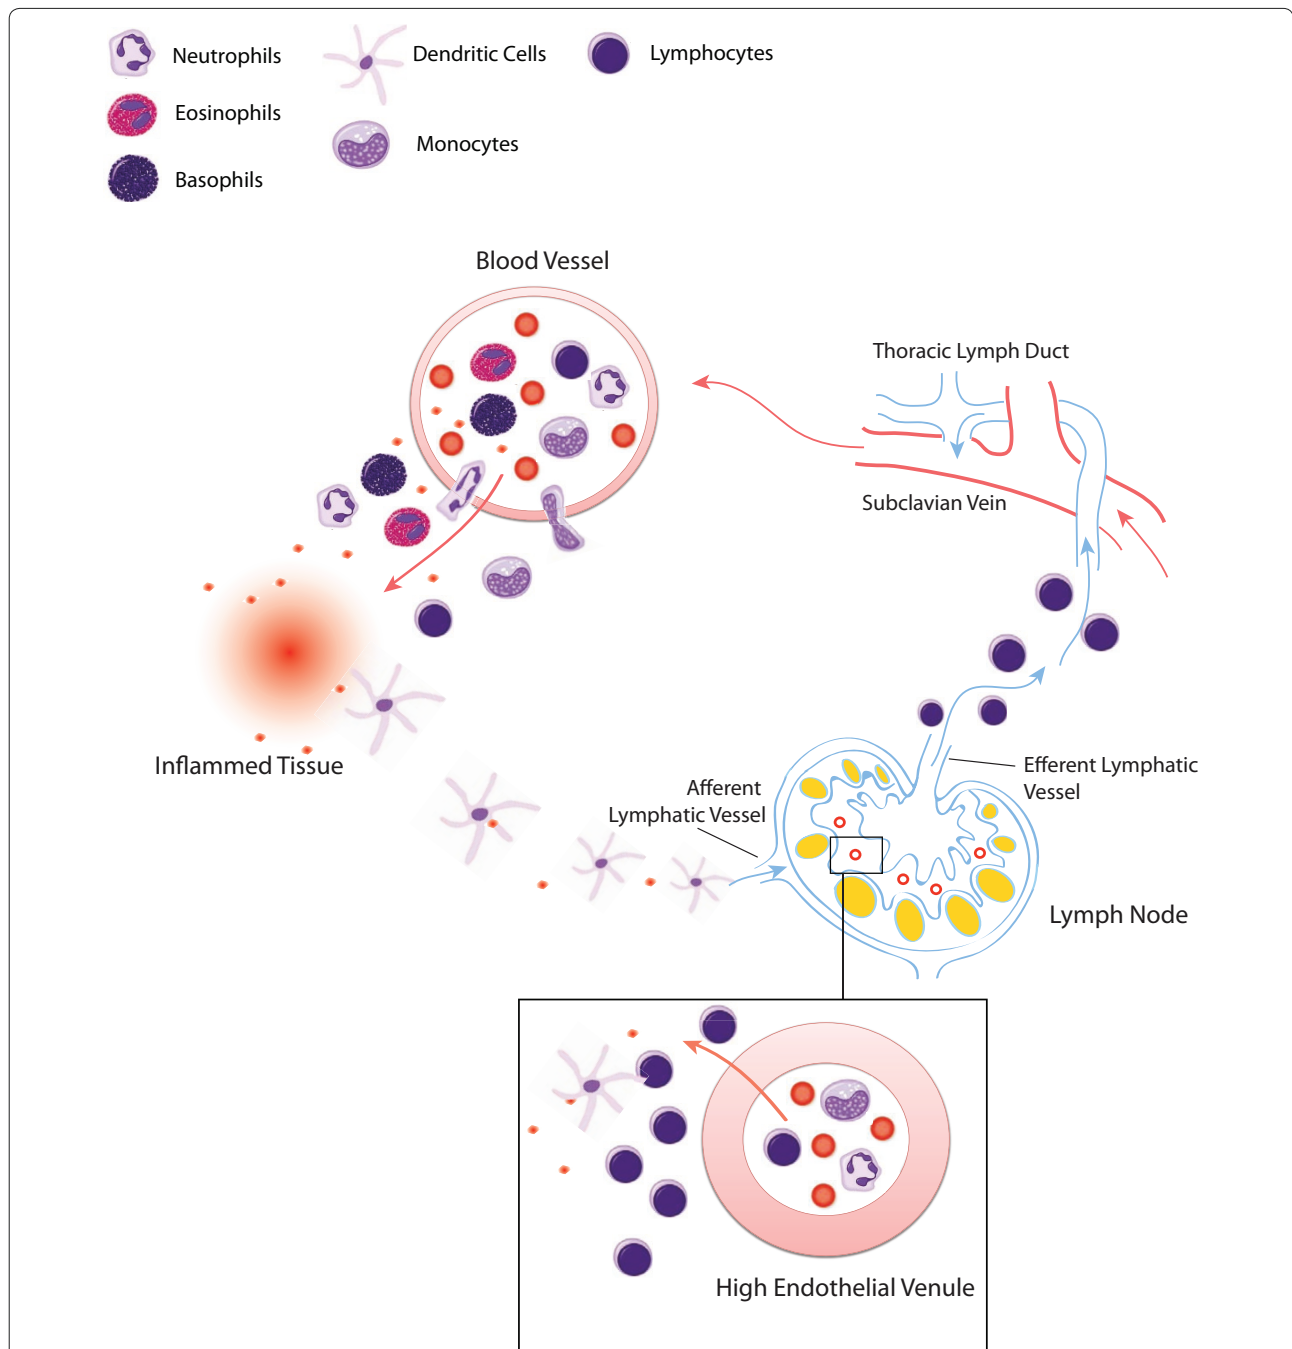 Neutrophils
Dendritic Cells
Lymphocytes
Eosinophils
Monocytes
Basophils
Blood Vessel
Thoracic Lymph Duct
Subclavian Vein
Inflammed Tissue
Afferent
Lymphatic Vessel
Efferent Lymphatic
Vessel
Lymph Node
High Endothelial Venule